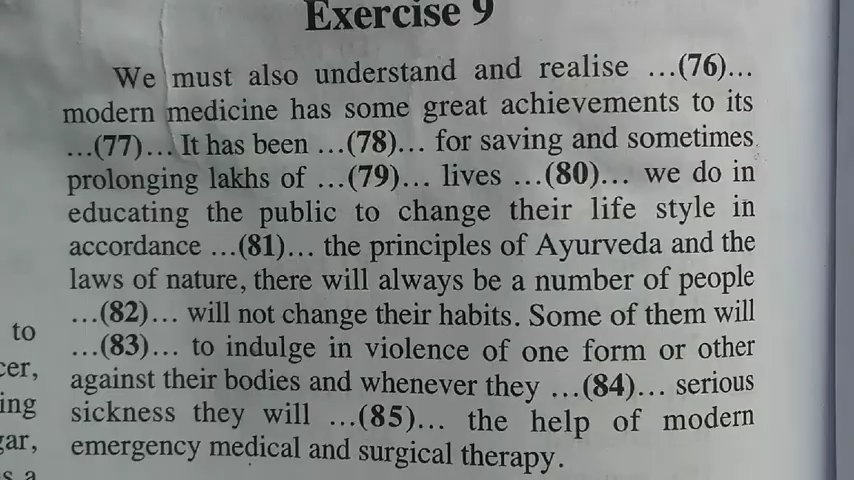 Exercise 9
We must also understand and realise ...(76)...
modern medicine has some great achievements to its
...(77)... It has been ...(78)... for saving and sometimes
prolonging lakhs of ...(79)... lives ...(80)... we do in
educating the public to change their life style in
accordance ...(81)... the principles of Ayurveda and the
laws of nature, there will always be a number of people
...(82)... will not change their habits. Some of them will
...(83)... to indulge in violence of one form or other
against their bodies and whenever they ...(84)... serious
sickness they will ...(85)... the help of modern
emergency medical and surgical therapy.
to
cer,
ing
gar,
s a